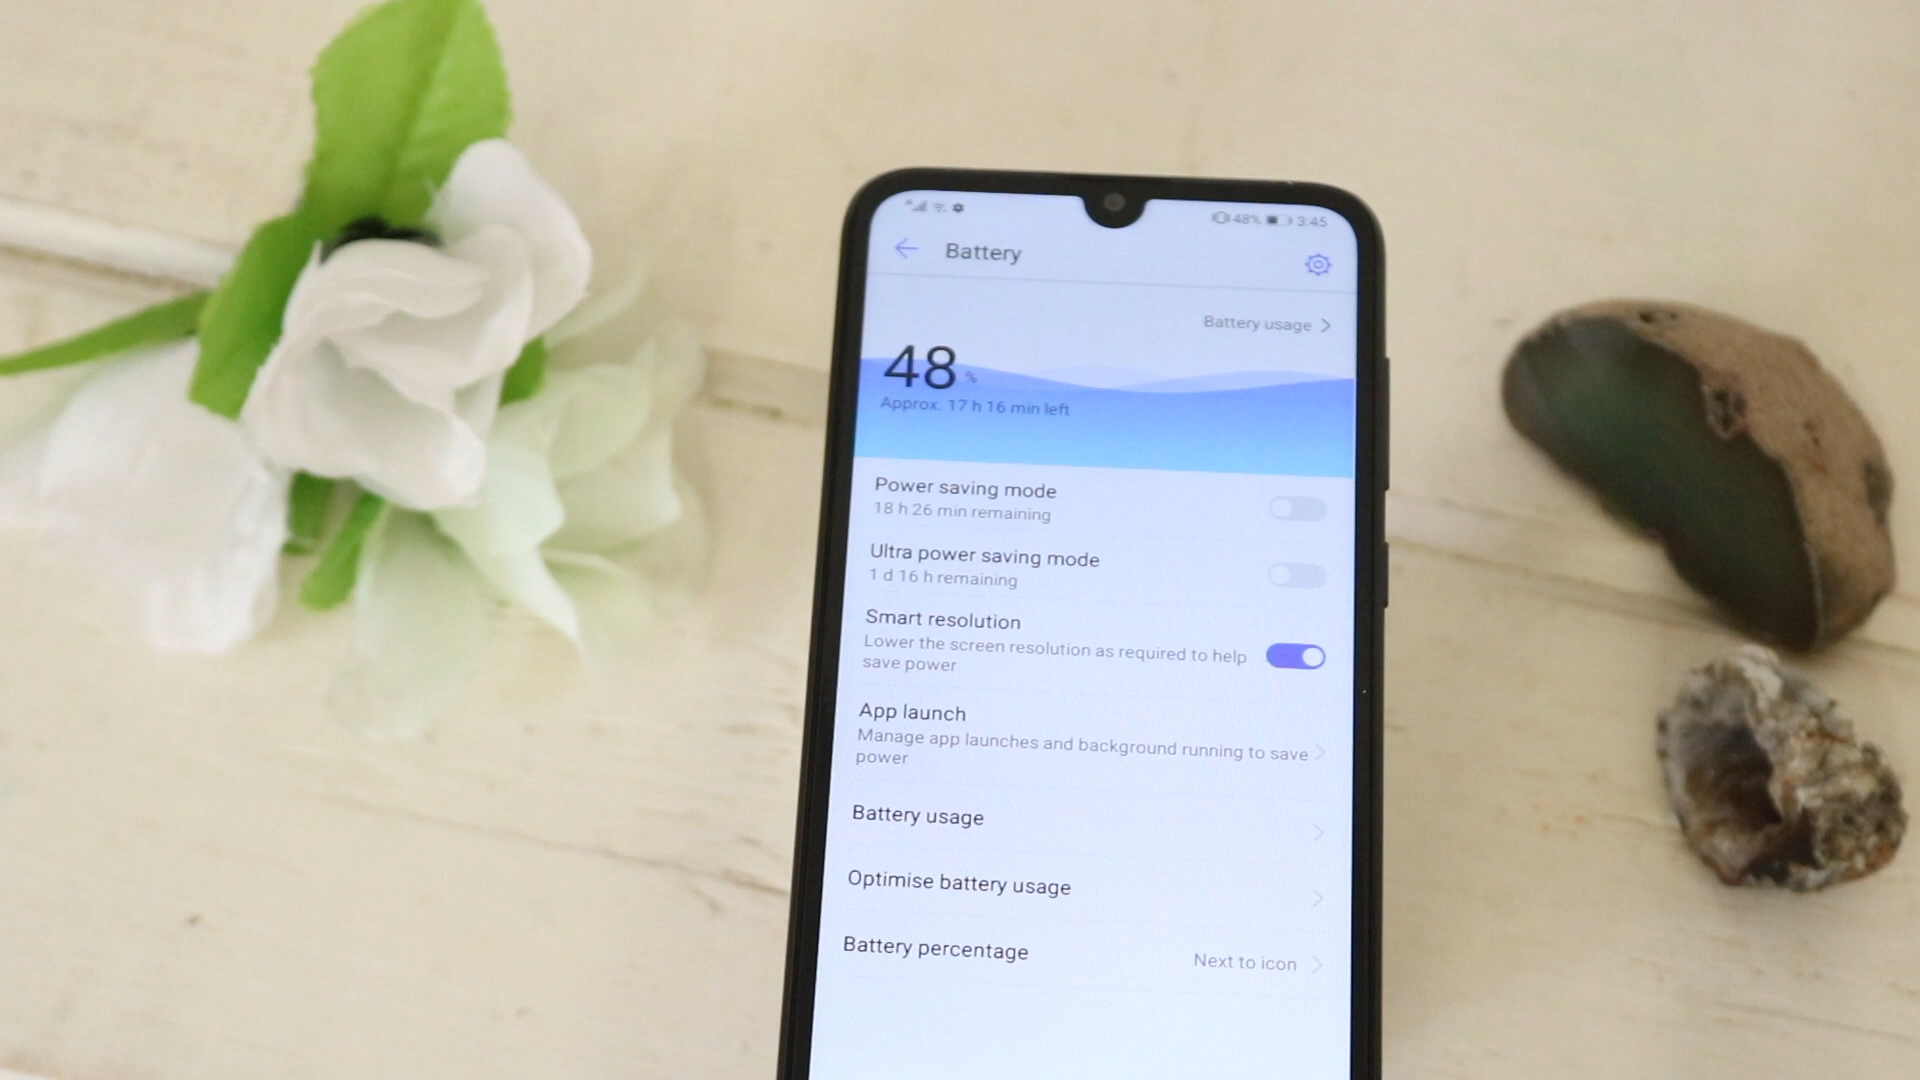 48% 3:45
Battery
Battery usage
48 %
Approx. 17 h 16 min left
Power saving mode
18 h 26 min remaining
Ultra power saving mode
1 d 16 h remaining
Smart resolution
Lower the screen resolution as required to help
save power
App launch
Manage app launches and background running to save
power
Battery usage
Optimise battery usage
Battery percentage
Next to icon